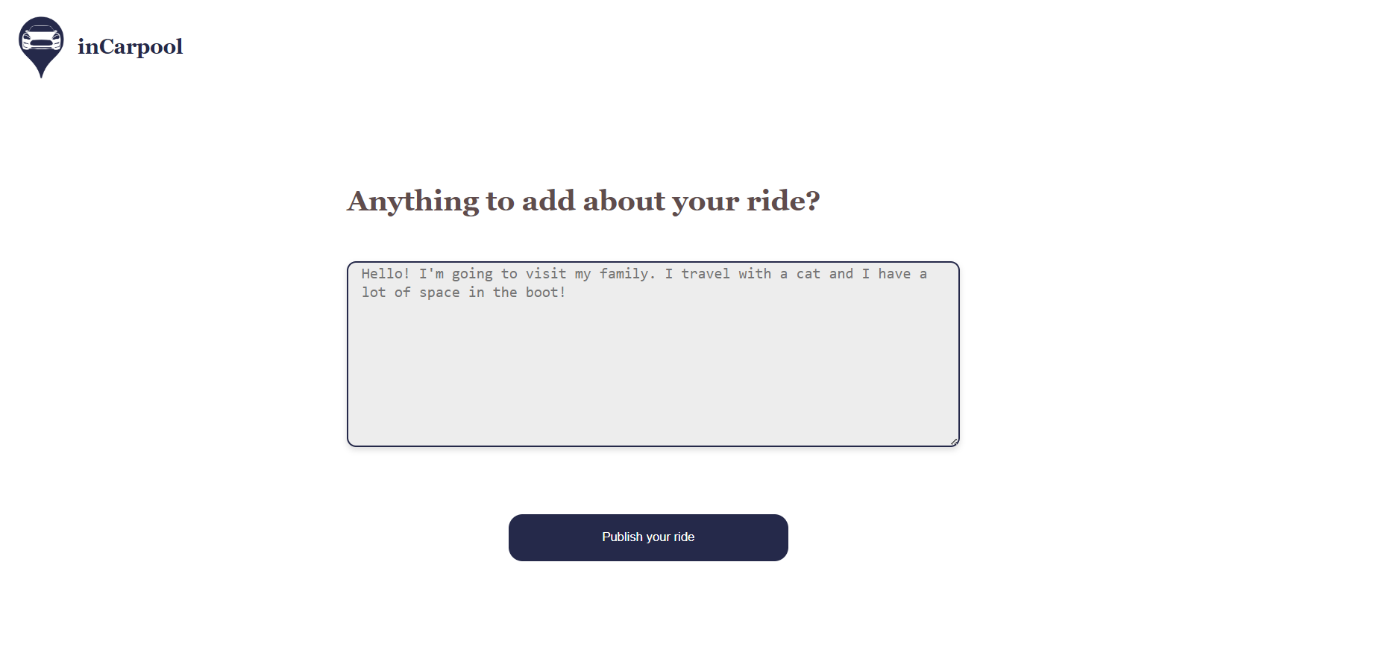 inCarpool
Anything to add about your ride?
Hello! I'm going to visit my family. I travel with a cat and I have a
lot of space in the boot!
Publish your ride